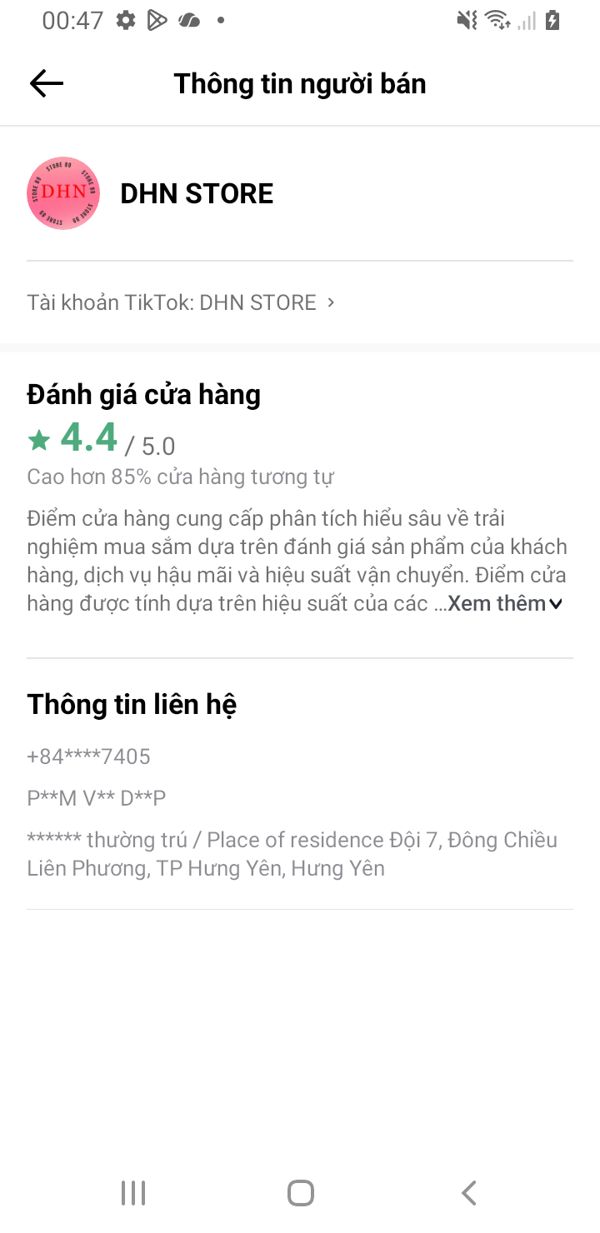 00:47
Thông tin người bán
DHN
DHN STORE
Tài khoản TikTok: DHN STORE >
Đánh giá cửa hàng
4.4 / 5.0
Cao hơn 85% cửa hàng tương tự
Điểm cửa hàng cung cấp phân tích hiểu sâu về trải
nghiệm mua sắm dựa trên đánh giá sản phẩm của khách
hàng, dịch vụ hậu mãi và hiệu suất vận chuyển. Điểm cửa
hàng được tính dựa trên hiệu suất của các ...Xem thêm
Thông tin liên hệ
+84****7405
P**M V** D**P
****** thường trú / Place of residence Đội 7, Đông Chiều
Liên Phương, TP Hưng Yên, Hưng Yên